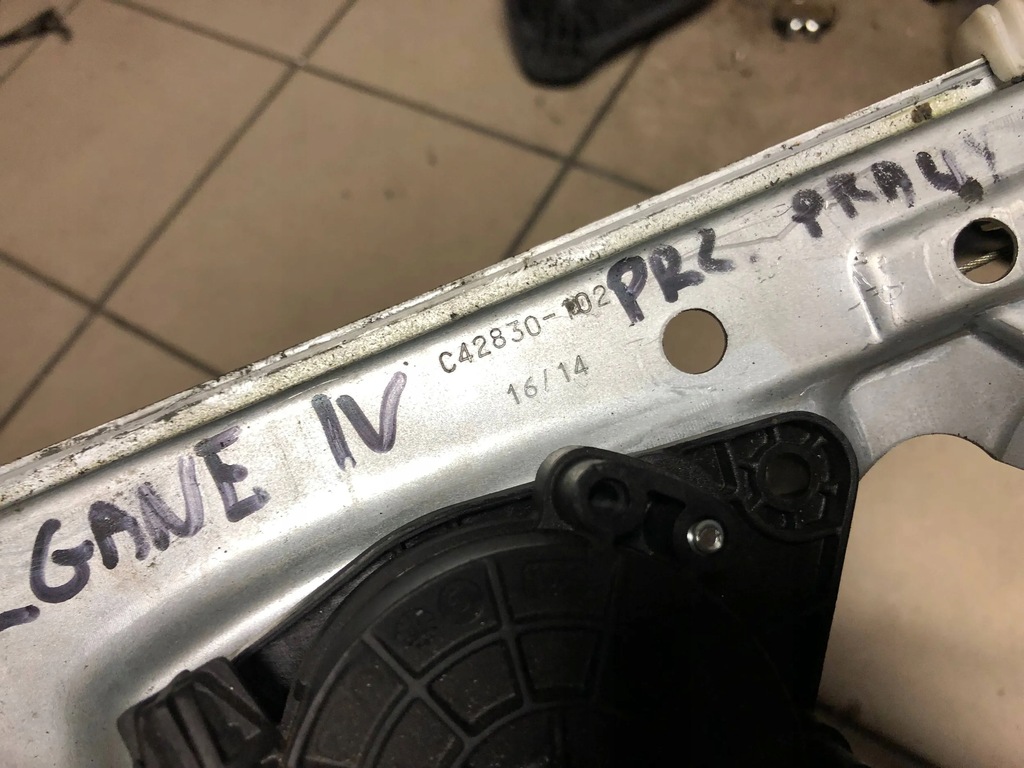 PRZ. PRAWY
C42830-102
16/14
GANE IV